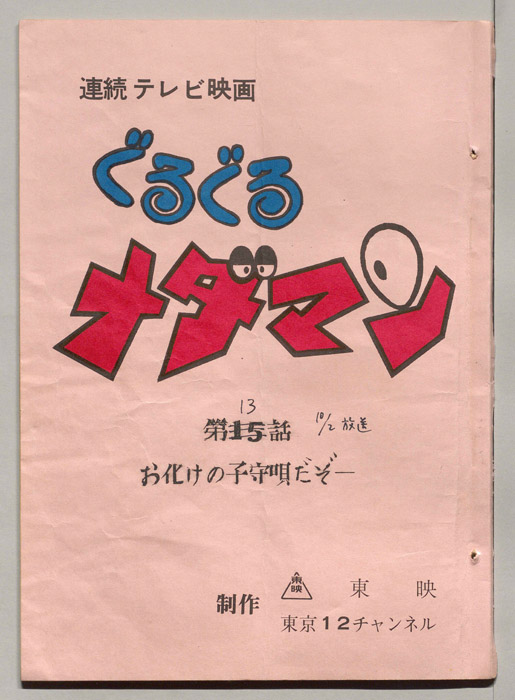 連続テレビ映画
ぐるぐる
メダマン
13
第15話 10/2 放送
お化けの子守唄だぞー
制作 東映 東映
東京12チャンネル